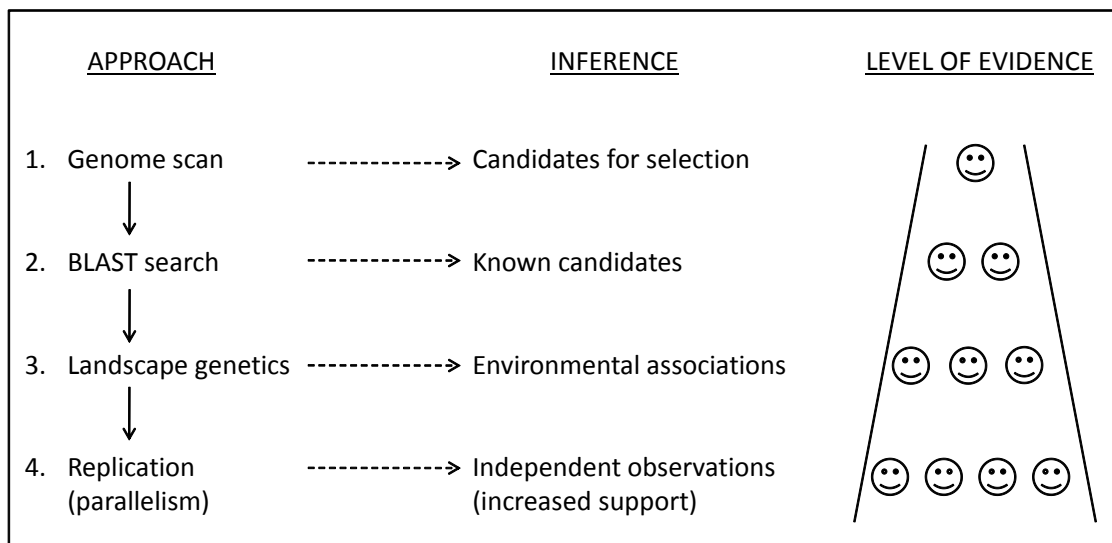 APPROACH INFERENCE LEVEL OF EVIDENCE
1. Genome scan Candidates for selection
2. BLAST search Known candidates
3. Landscape genetics Environmental associations
4. Replication Independent observations
(parallelism) (increased support)